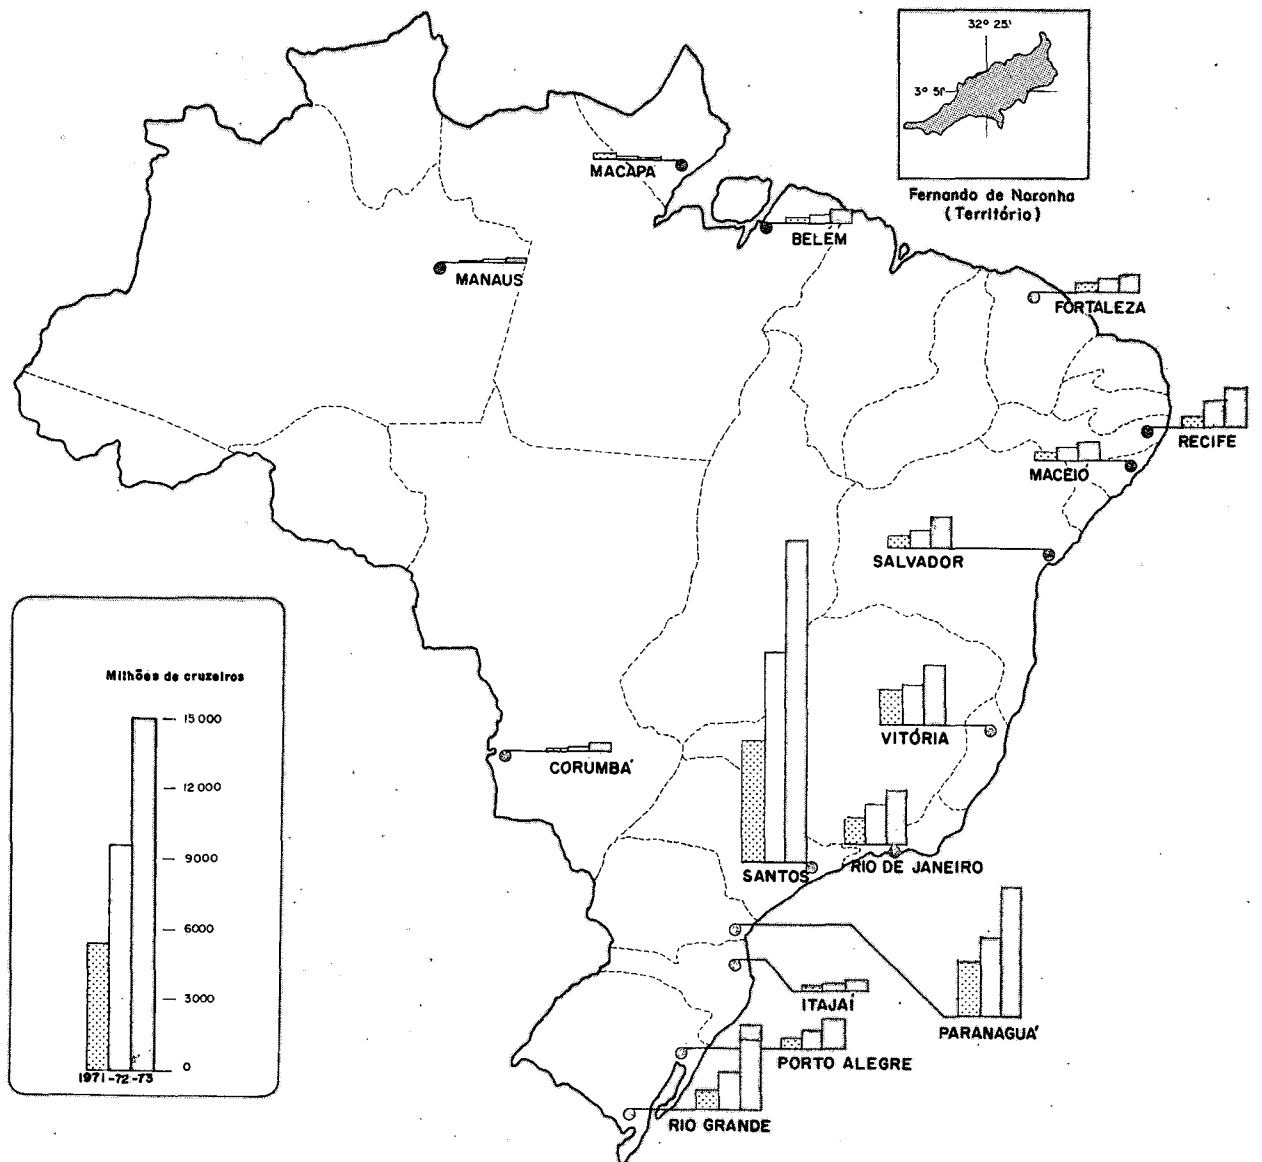 32° 25'
3° 51'
Fernando de Noronha
(Território)
MACAPÁ
BELÉM
MANAUS
FORTALEZA
RECIFE
MACEIÓ
SALVADOR
VITÓRIA
CORUMBÁ
SANTOS
RIO DE JANEIRO
ITAJAÍ
PARANAGUÁ
PORTO ALEGRE
RIO GRANDE
Milhões de cruzeiros
15 000
12 000
9000
6000
3000
0
1971 -72 -73